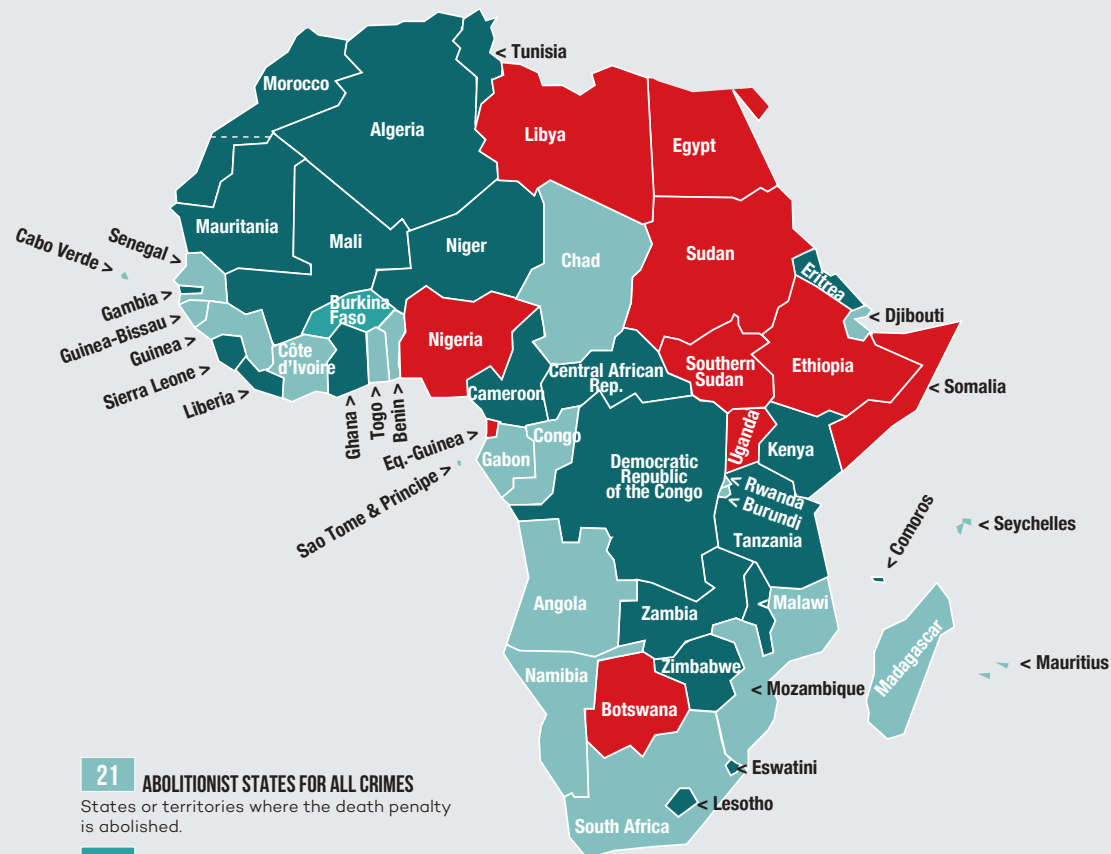 < Tunisia
Morocco
Algeria
Libya
Egypt
Mauritania
Mali
Niger
Chad
Sudan
Eritrea
Cabo Verde >
Senegal >
Gambia >
Guinea-Bissau >
Guinea >
Sierra Leone >
Liberia >
Burkina
Faso
Côte
d'Ivoire
Ghana >
Togo >
Benin >
Nigeria
< Djibouti
Ethiopia
< Somalia
Southern
Sudan
Central African
Rep.
Cameroon
Eq.-Guinea >
Sao Tome & Principe >
Gabon
Congo
Uganda
Kenya
Democratic
Republic
of the Congo
< Rwanda
< Burundi
Tanzania
< Comoros
< Seychelles
Angola
Zambia
< Malawi
Madagascar
< Mauritius
Namibia
Zimbabwe
< Mozambique
Botswana
< Eswatini
< Lesotho
South Africa
21 ABOLITIONIST STATES FOR ALL CRIMES
States or territories where the death penalty
is abolished.